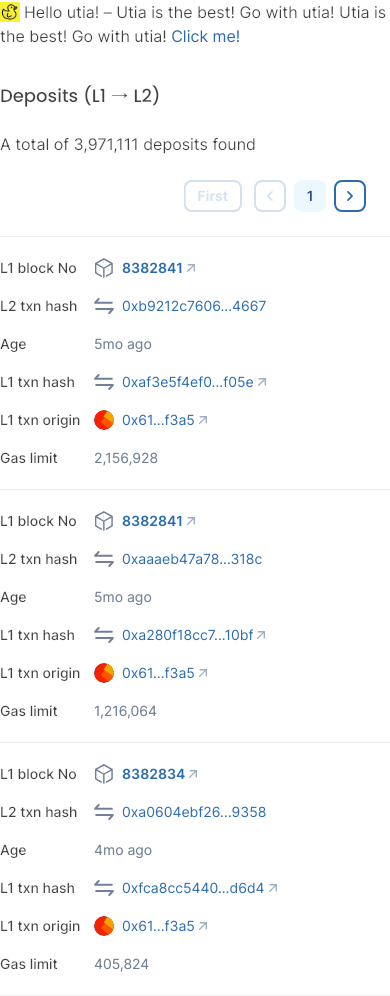 Hello utia! – Utia is the best! Go with utia! Utia is
the best! Go with utia! Click me!
Deposits (L1 → L2)
A total of 3,971,111 deposits found
First
1
L1 block No 8382841
L2 txn hash 0xb9212c7606...4667
Age 5mo ago
L1 txn hash 0xaf3e5f4ef0...f05e
L1 txn origin 0x61...f3a5
Gas limit 2,156,928
L1 block No 8382841
L2 txn hash 0xaaaeb47a78...318c
Age 5mo ago
L1 txn hash 0xa280f18cc7...10bf
L1 txn origin 0x61...f3a5
Gas limit 1,216,064
L1 block No 8382834
L2 txn hash 0xa0604ebf26...9358
Age 4mo ago
L1 txn hash 0xfca8cc5440...d6d4
L1 txn origin 0x61...f3a5
Gas limit 405,824